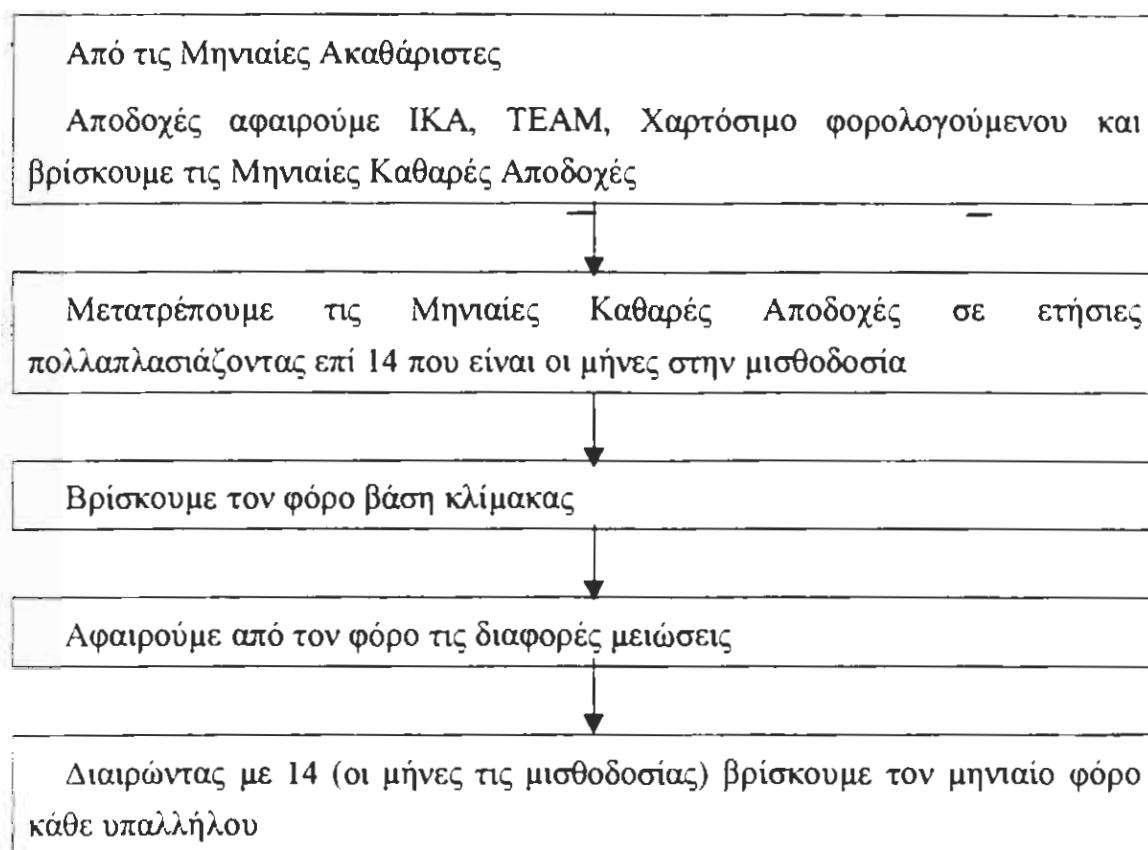 Από τις Μηνιαίες Ακαθάριστες
Αποδοχές αφαιρούμε ΙΚΑ, ΤΕΑΜ, Χαρτόσιμο φορολογούμενου και
βρίσκουμε τις Μηνιαίες Καθαρές Αποδοχές
Μετατρέπουμε τις Μηνιαίες Καθαρές Αποδοχές σε ετήσιες
πολλαπλασιάζοντας επί 14 που είναι οι μήνες στην μισθοδοσία
Βρίσκουμε τον φόρο βάση κλίμακας
Αφαιρούμε από τον φόρο τις διαφορές μειώσεις
Διαιρώντας με 14 (οι μήνες τις μισθοδοσίας) βρίσκουμε τον μηνιαίο φόρο
κάθε υπαλλήλου